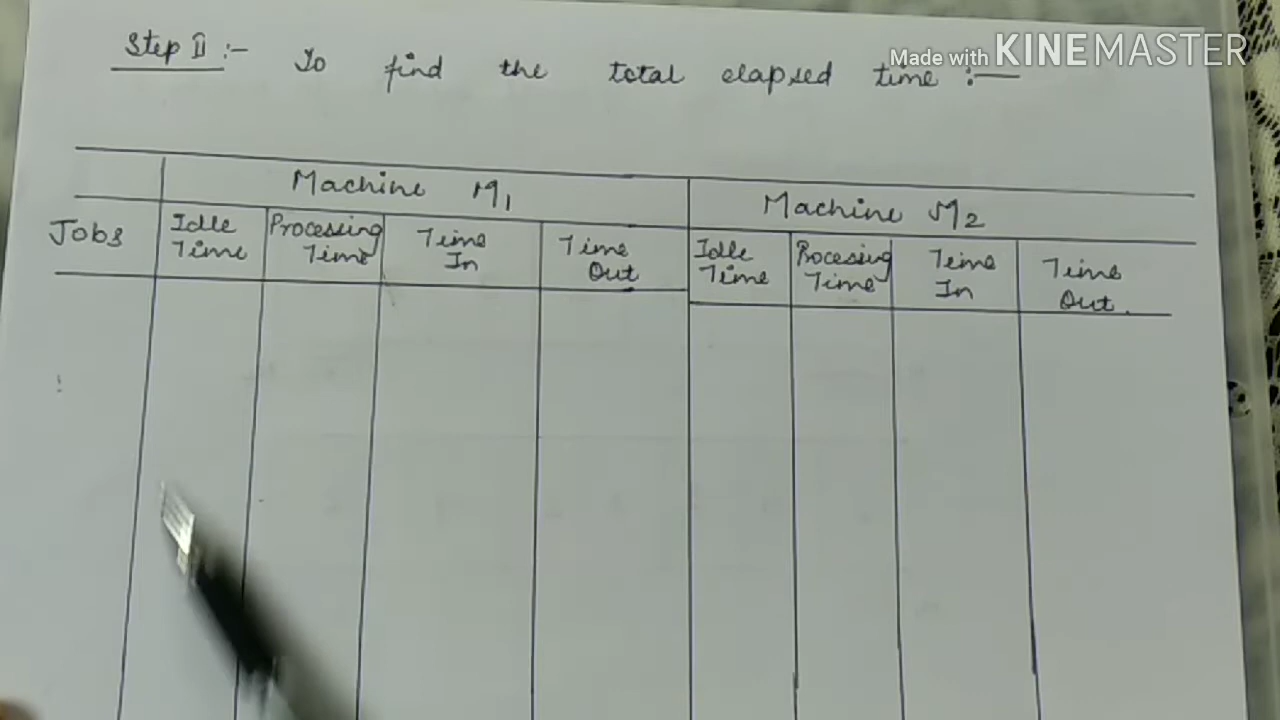 Made with KINEMASTER
Step II :- To find the total elapsed time :—
Machine M1
Machine M2
Jobs
Idle
Time
Processing
Time
Time
In
Time
Out
Idle
Time
Processing
Time
Time
In
Time
Out.